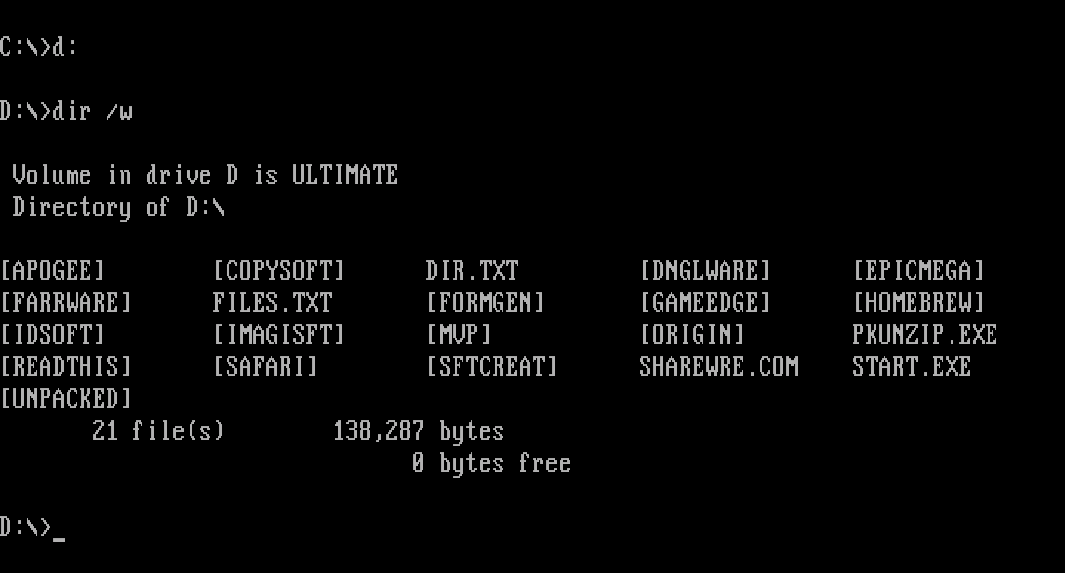 C:\>d:
D:\>dir /w
Volume in drive D is ULTIMATE
Directory of D:\
[APOGEE] [COPYSOFT] DIR.TXT [DNGLWARE] [EPICMEGA]
[FARRWARE] FILES.TXT [FORMGEN] [GAMEEDGE] [HOMEBREW]
[IDSOFT] [IMAGISFT] [MVP] [ORIGIN] PKUNZIP.EXE
[READTHIS] [SAFARI] [SFTCREAT] SHAREWRE.COM START.EXE
[UNPACKED]
21 file(s) 138,287 bytes
0 bytes free
D:\>_